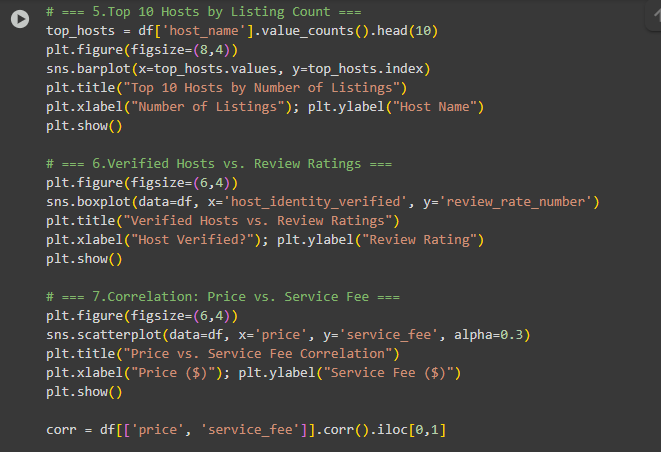 # === 5.Top 10 Hosts by Listing Count ===
top_hosts = df['host_name'].value_counts().head(10)
plt.figure(figsize=(8,4))
sns.barplot(x=top_hosts.values, y=top_hosts.index)
plt.title("Top 10 Hosts by Number of Listings")
plt.xlabel("Number of Listings"); plt.ylabel("Host Name")
plt.show()
# === 6.Verified Hosts vs. Review Ratings ===
plt.figure(figsize=(6,4))
sns.boxplot(data=df, x='host_identity_verified', y='review_rate_number')
plt.title("Verified Hosts vs. Review Ratings")
plt.xlabel("Host Verified?"); plt.ylabel("Review Rating")
plt.show()
# === 7.Correlation: Price vs. Service Fee ===
plt.figure(figsize=(6,4))
sns.scatterplot(data=df, x='price', y='service_fee', alpha=0.3)
plt.title("Price vs. Service Fee Correlation")
plt.xlabel("Price ($)"); plt.ylabel("Service Fee ($)")
plt.show()
corr = df[['price', 'service_fee']].corr().iloc[0,1]